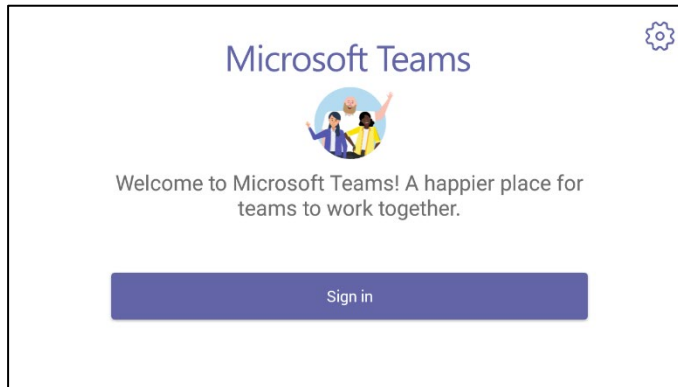 Microsoft Teams
Welcome to Microsoft Teams! A happier place for
teams to work together.
Sign in